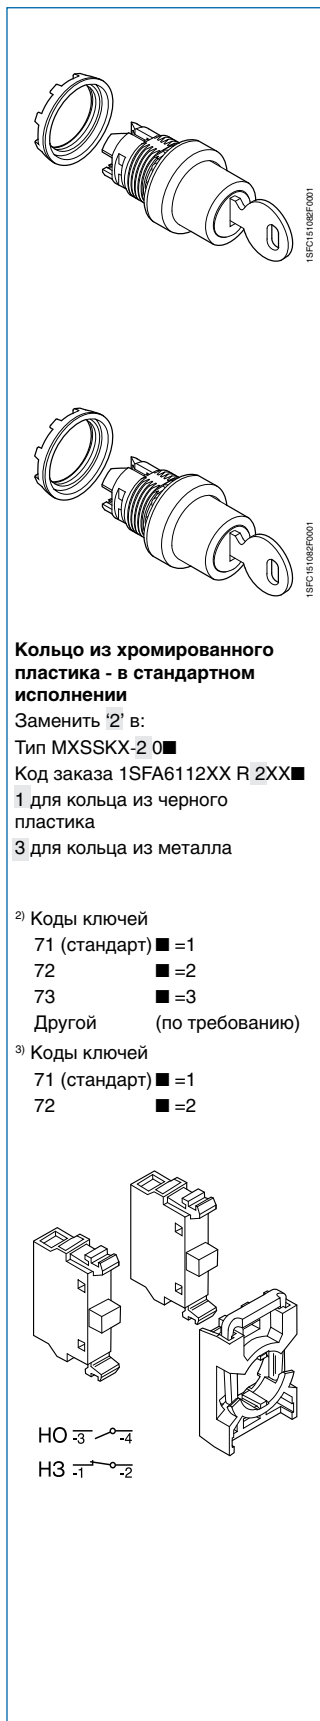 1SFC151082F0001
1SFC151082F0001
Кольцо из хромированного
пластика - в стандартном
исполнении
Заменить ‘2’ в:
Тип MXSSKX-2 0■
Код заказа 1SFA6112XX R 2XX■
1 для кольца из черного
пластика
3 для кольца из металла
2) Коды ключей
71 (стандарт) ■ =1
72 ■ =2
73 ■ =3
Другой (по требованию)
3) Коды ключей
71 (стандарт) ■ =1
72 ■ =2
НО -3 -4
НЗ -1 -2